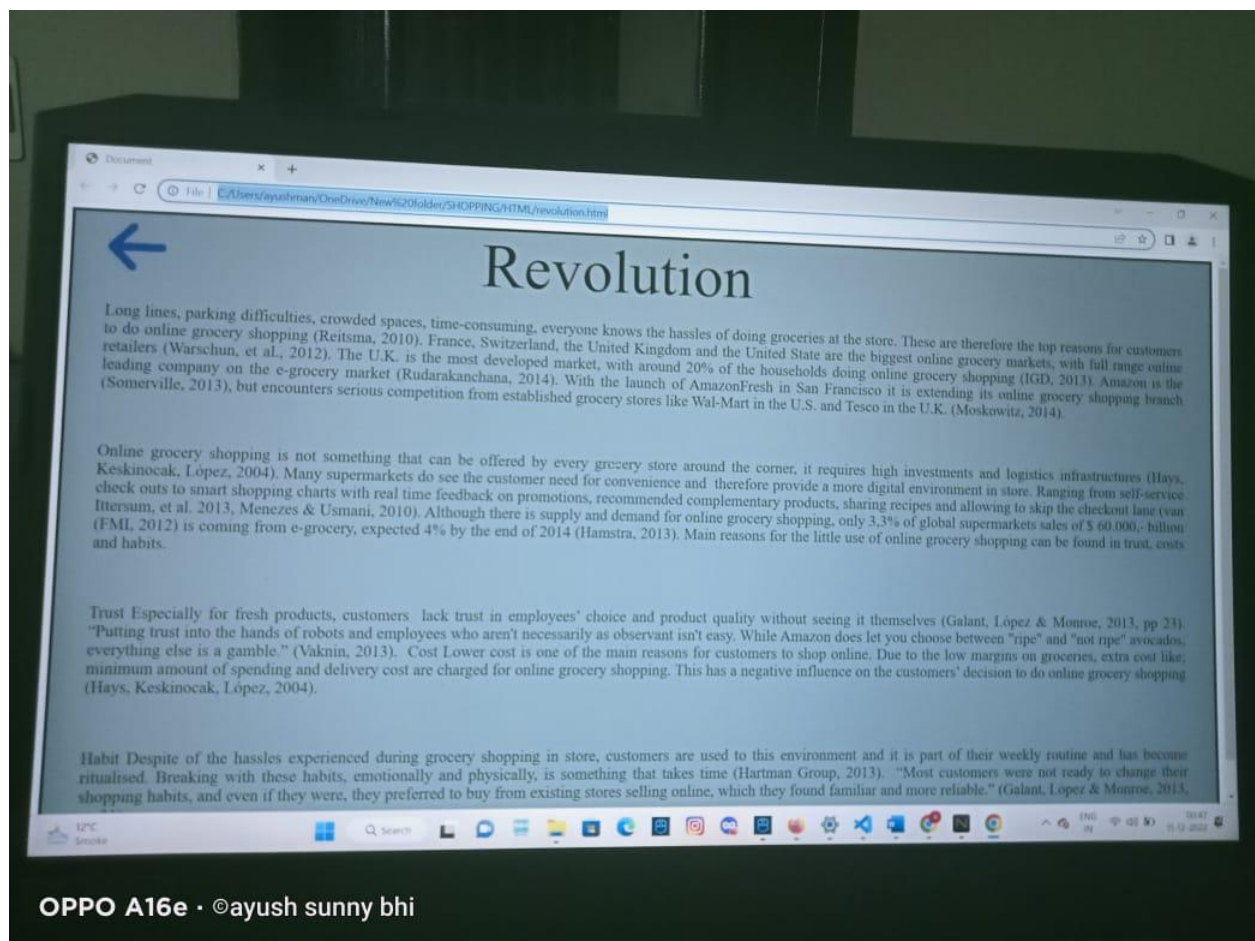 Document
File | C:/Users/ayushman/OneDrive/New%20folder/SHOPPING/HTML/revolution.html
Revolution
Long lines, parking difficulties, crowded spaces, time-consuming, everyone knows the hassles of doing groceries at the store. These are therefore the top reasons for customers
to do online grocery shopping (Reitsma, 2010). France, Switzerland, the United Kingdom and the United State are the biggest online grocery markets, with full range online
retailers (Warschun, et al., 2012). The U.K. is the most developed market, with around 20% of the households doing online grocery shopping (IGD, 2013). Amazon is the
leading company on the e-grocery market (Rudarakanchana, 2014). With the launch of AmazonFresh in San Francisco it is extending its online grocery shopping branch
(Somerville, 2013), but encounters serious competition from established grocery stores like Wal-Mart in the U.S. and Tesco in the U.K. (Moskowitz, 2014).
Online grocery shopping is not something that can be offered by every grocery store around the corner, it requires high investments and logistics infrastructures (Hays,
Keskinocak, López, 2004). Many supermarkets do see the customer need for convenience and therefore provide a more digital environment in store. Ranging from self-service
check outs to smart shopping charts with real time feedback on promotions, recommended complementary products, sharing recipes and allowing to skip the checkout lane (van
Ittersum, et al. 2013, Menezes & Usmani, 2010). Although there is supply and demand for online grocery shopping, only 3,3% of global supermarkets sales of $ 60.000,- billion
(FMI, 2012) is coming from e-grocery, expected 4% by the end of 2014 (Hamstra, 2013). Main reasons for the little use of online grocery shopping can be found in trust, costs
and habits.
Trust Especially for fresh products, customers lack trust in employees' choice and product quality without seeing it themselves (Galant, López & Monroe, 2013, pp 23).
"Putting trust into the hands of robots and employees who aren't necessarily as observant isn't easy. While Amazon does let you choose between "ripe" and "not ripe" avocados,
everything else is a gamble." (Vaknin, 2013). Cost Lower cost is one of the main reasons for customers to shop online. Due to the low margins on groceries, extra cost like;
minimum amount of spending and delivery cost are charged for online grocery shopping. This has a negative influence on the customers' decision to do online grocery shopping
(Hays, Keskinocak, López, 2004).
Habit Despite of the hassles experienced during grocery shopping in store, customers are used to this environment and it is part of their weekly routine and has become
ritualised. Breaking with these habits, emotionally and physically, is something that takes time (Hartman Group, 2013). "Most customers were not ready to change their
shopping habits, and even if they were, they preferred to buy from existing stores selling online, which they found familiar and more reliable." (Galant, López & Monroe, 2013,
12°C
Smoke
Search
ENG
IN
00:47
OPPO A16e · ©ayush sunny bhi